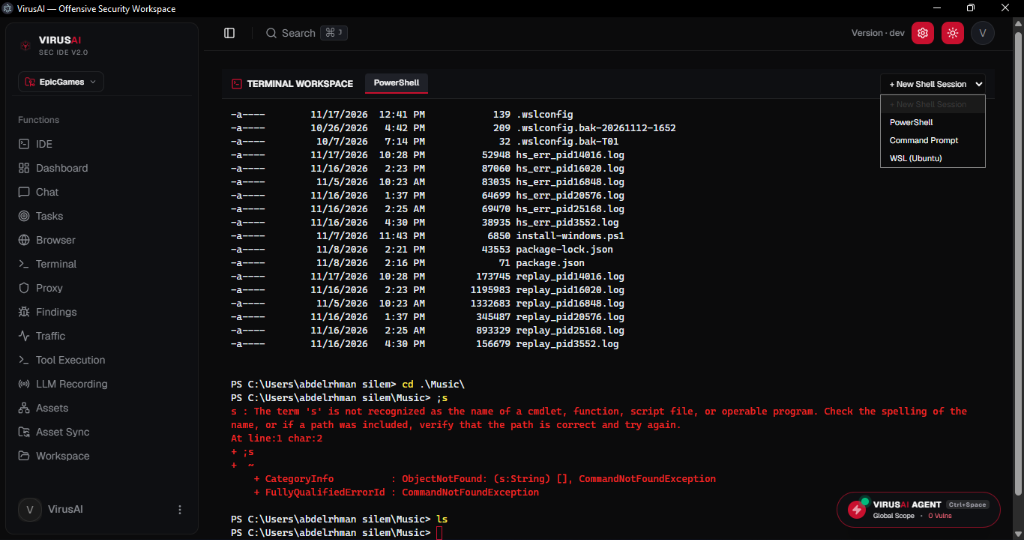 VirusAI — Offensive Security Workspace
VIRUSAI
SEC IDE V2.0
EpicGames
Functions
IDE
Dashboard
Chat
Tasks
Browser
Terminal
Proxy
Findings
Traffic
Tool Execution
LLM Recording
Assets
Asset Sync
Workspace
V VirusAI
Search ⌘ ?
Version · dev
V
TERMINAL WORKSPACE PowerShell
+ New Shell Session
+ New Shell Session
PowerShell
Command Prompt
WSL (Ubuntu)
-a---- 11/17/2026 12:41 PM 139 .wslconfig
-a---- 10/26/2026 4:42 PM 209 .wslconfig.bak-20261112-1652
-a---- 10/7/2026 7:14 PM 32 .wslconfig.bak-T01
-a---- 11/17/2026 10:28 PM 52948 hs_err_pid14016.log
-a---- 11/16/2026 2:23 PM 87060 hs_err_pid16020.log
-a---- 11/5/2026 10:23 AM 83035 hs_err_pid16848.log
-a---- 11/16/2026 1:37 PM 64699 hs_err_pid20576.log
-a---- 11/16/2026 2:25 AM 69470 hs_err_pid25168.log
-a---- 11/16/2026 4:30 PM 38935 hs_err_pid3552.log
-a---- 11/7/2026 11:43 PM 6850 install-windows.ps1
-a---- 11/8/2026 2:21 PM 43553 package-lock.json
-a---- 11/8/2026 2:16 PM 71 package.json
-a---- 11/17/2026 10:28 PM 173745 replay_pid14016.log
-a---- 11/16/2026 2:23 PM 1195983 replay_pid16020.log
-a---- 11/5/2026 10:23 AM 1332683 replay_pid16848.log
-a---- 11/16/2026 1:37 PM 345487 replay_pid20576.log
-a---- 11/16/2026 2:25 AM 893329 replay_pid25168.log
-a---- 11/16/2026 4:30 PM 156679 replay_pid3552.log
PS C:\Users\abdelrhman silem> cd .\Music\
PS C:\Users\abdelrhman silem\Music> ;s
s : The term 's' is not recognized as the name of a cmdlet, function, script file, or operable program. Check the spelling of the
name, or if a path was included, verify that the path is correct and try again.
At line:1 char:2
+ ;s
+  ~
+ CategoryInfo : ObjectNotFound: (s:String) [], CommandNotFoundException
+ FullyQualifiedErrorId : CommandNotFoundException
PS C:\Users\abdelrhman silem\Music> ls
PS C:\Users\abdelrhman silem\Music>
VIRUSAI AGENT Ctrl+Space
Global Scope · 0 Vulns